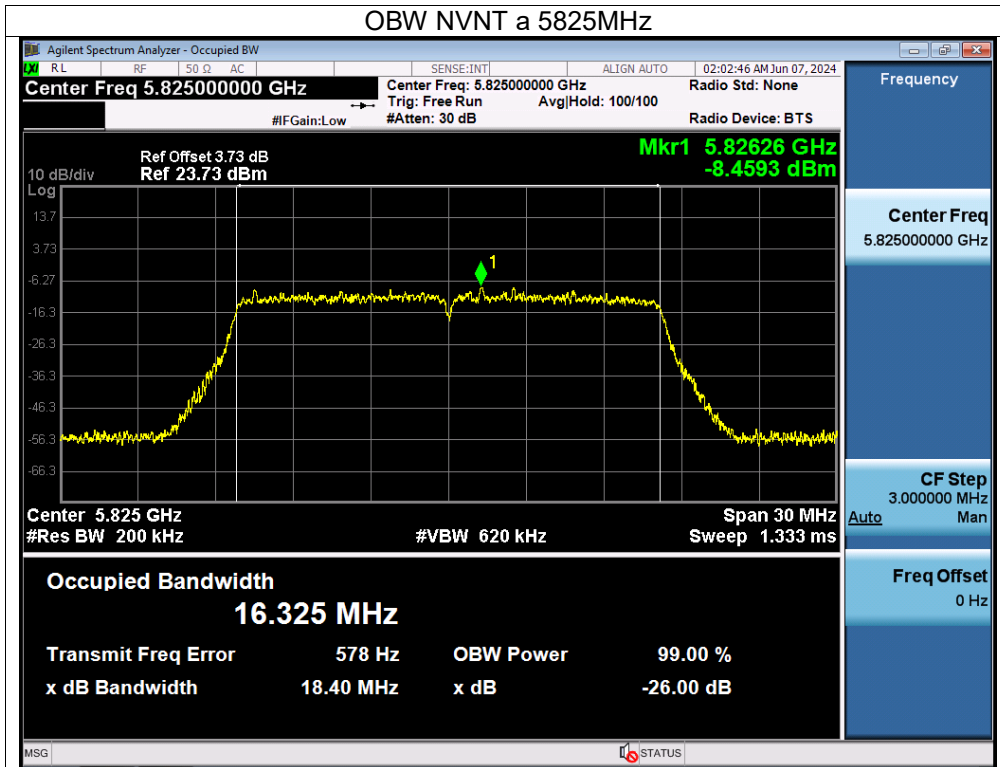 OBW NVNT a 5825MHz
Agilent Spectrum Analyzer - Occupied BW
LXI RL RF 50 Ω AC SENSE:INT ALIGN AUTO 02:02:46 AM Jun 07, 2024
Center Freq 5.825000000 GHz
Center Freq: 5.825000000 GHz Radio Std: None
Trig: Free Run Avg|Hold: 100/100
#IFGain:Low #Atten: 30 dB Radio Device: BTS
Frequency
Mkr1 5.82626 GHz
-8.4593 dBm
Ref Offset 3.73 dB
10 dB/div Ref 23.73 dBm
Log
13.7
3.73
-6.27
-16.3
-26.3
-36.3
-46.3
-56.3
-66.3
1
Center 5.825 GHz Span 30 MHz
#Res BW 200 kHz #VBW 620 kHz Sweep 1.333 ms
Center Freq
5.825000000 GHz
CF Step
3.000000 MHz
Auto Man
Freq Offset
0 Hz
Occupied Bandwidth
16.325 MHz
Transmit Freq Error 578 Hz OBW Power 99.00 %
x dB Bandwidth 18.40 MHz x dB -26.00 dB
MSG STATUS